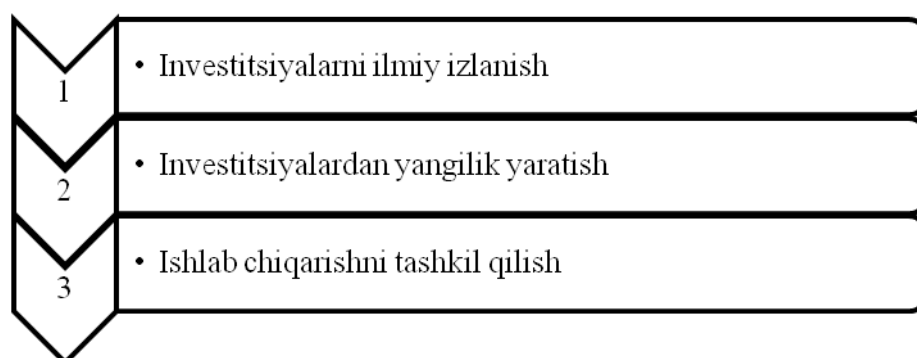 1
• Investitsiyalarni ilmiy izlanish
2
• Investitsiyalardan yangilik yaratish
3
• Ishlab chiqarishni tashkil qilish